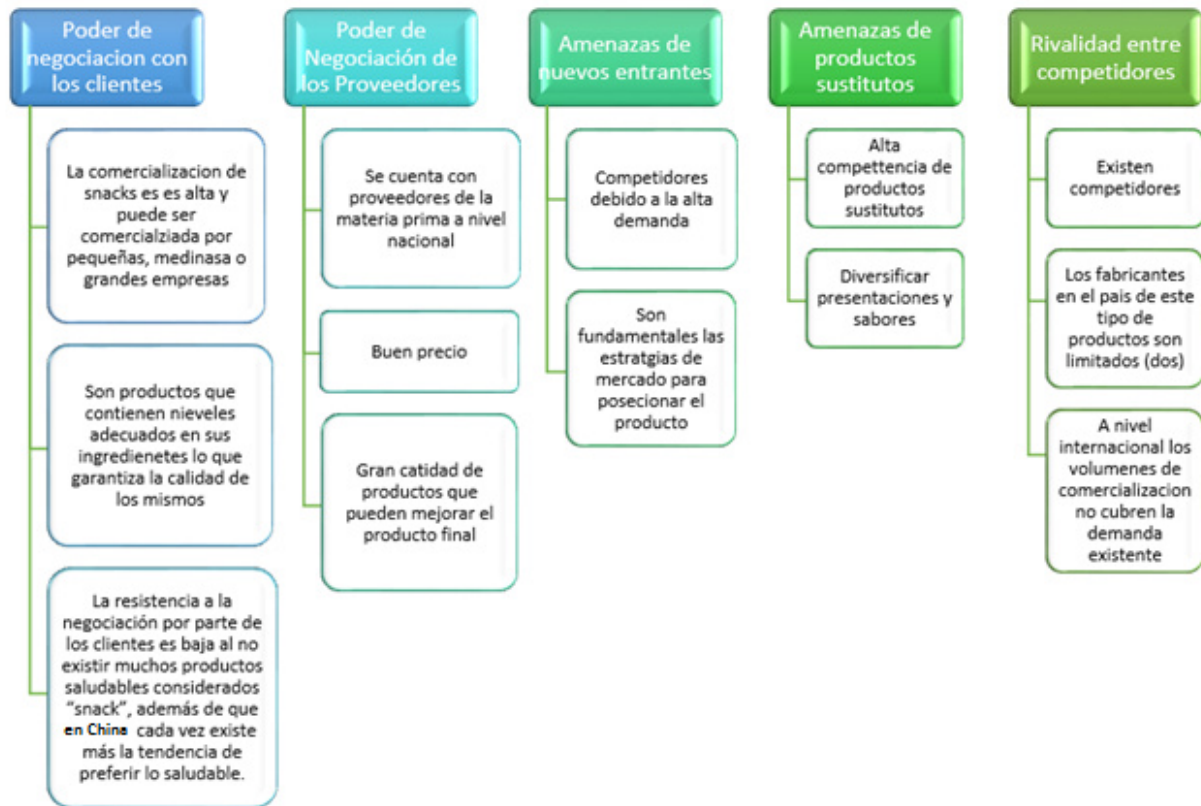 Poder de
negociacion con
los clientes
La comercializacion de
snacks es es alta y
puede ser
comercialziada por
pequeñas, medinasa o
grandes empresas
Son productos que
contienen nieveles
adecuados en sus
ingredienetes lo que
garantiza la calidad de
los mismos
La resistencia a la
negociación por parte de
los clientes es baja al no
existir muchos productos
saludables considerados
“snack”, además de que
en China cada vez existe
más la tendencia de
preferir lo saludable.
Poder de
Negociación de
los Proveedores
Se cuenta con
proveedores de la
materia prima a nivel
nacional
Buen precio
Gran catidad de
productos que
pueden mejorar el
producto final
Amenazas de
nuevos entrantes
Competidores
debido a la alta
demanda
Son
fundamentales las
estratgias de
mercado para
posecionar el
producto
Amenazas de
productos
sustitutos
Alta
compettencia de
productos
sustitutos
Diversificar
presentaciones y
sabores
Rivalidad entre
competidores
Existen
competidores
Los fabricantes
en el pais de este
tipo de
productos son
limitados (dos)
A nivel
internacional los
volumenes de
comercializacion
no cubren la
demanda
existente